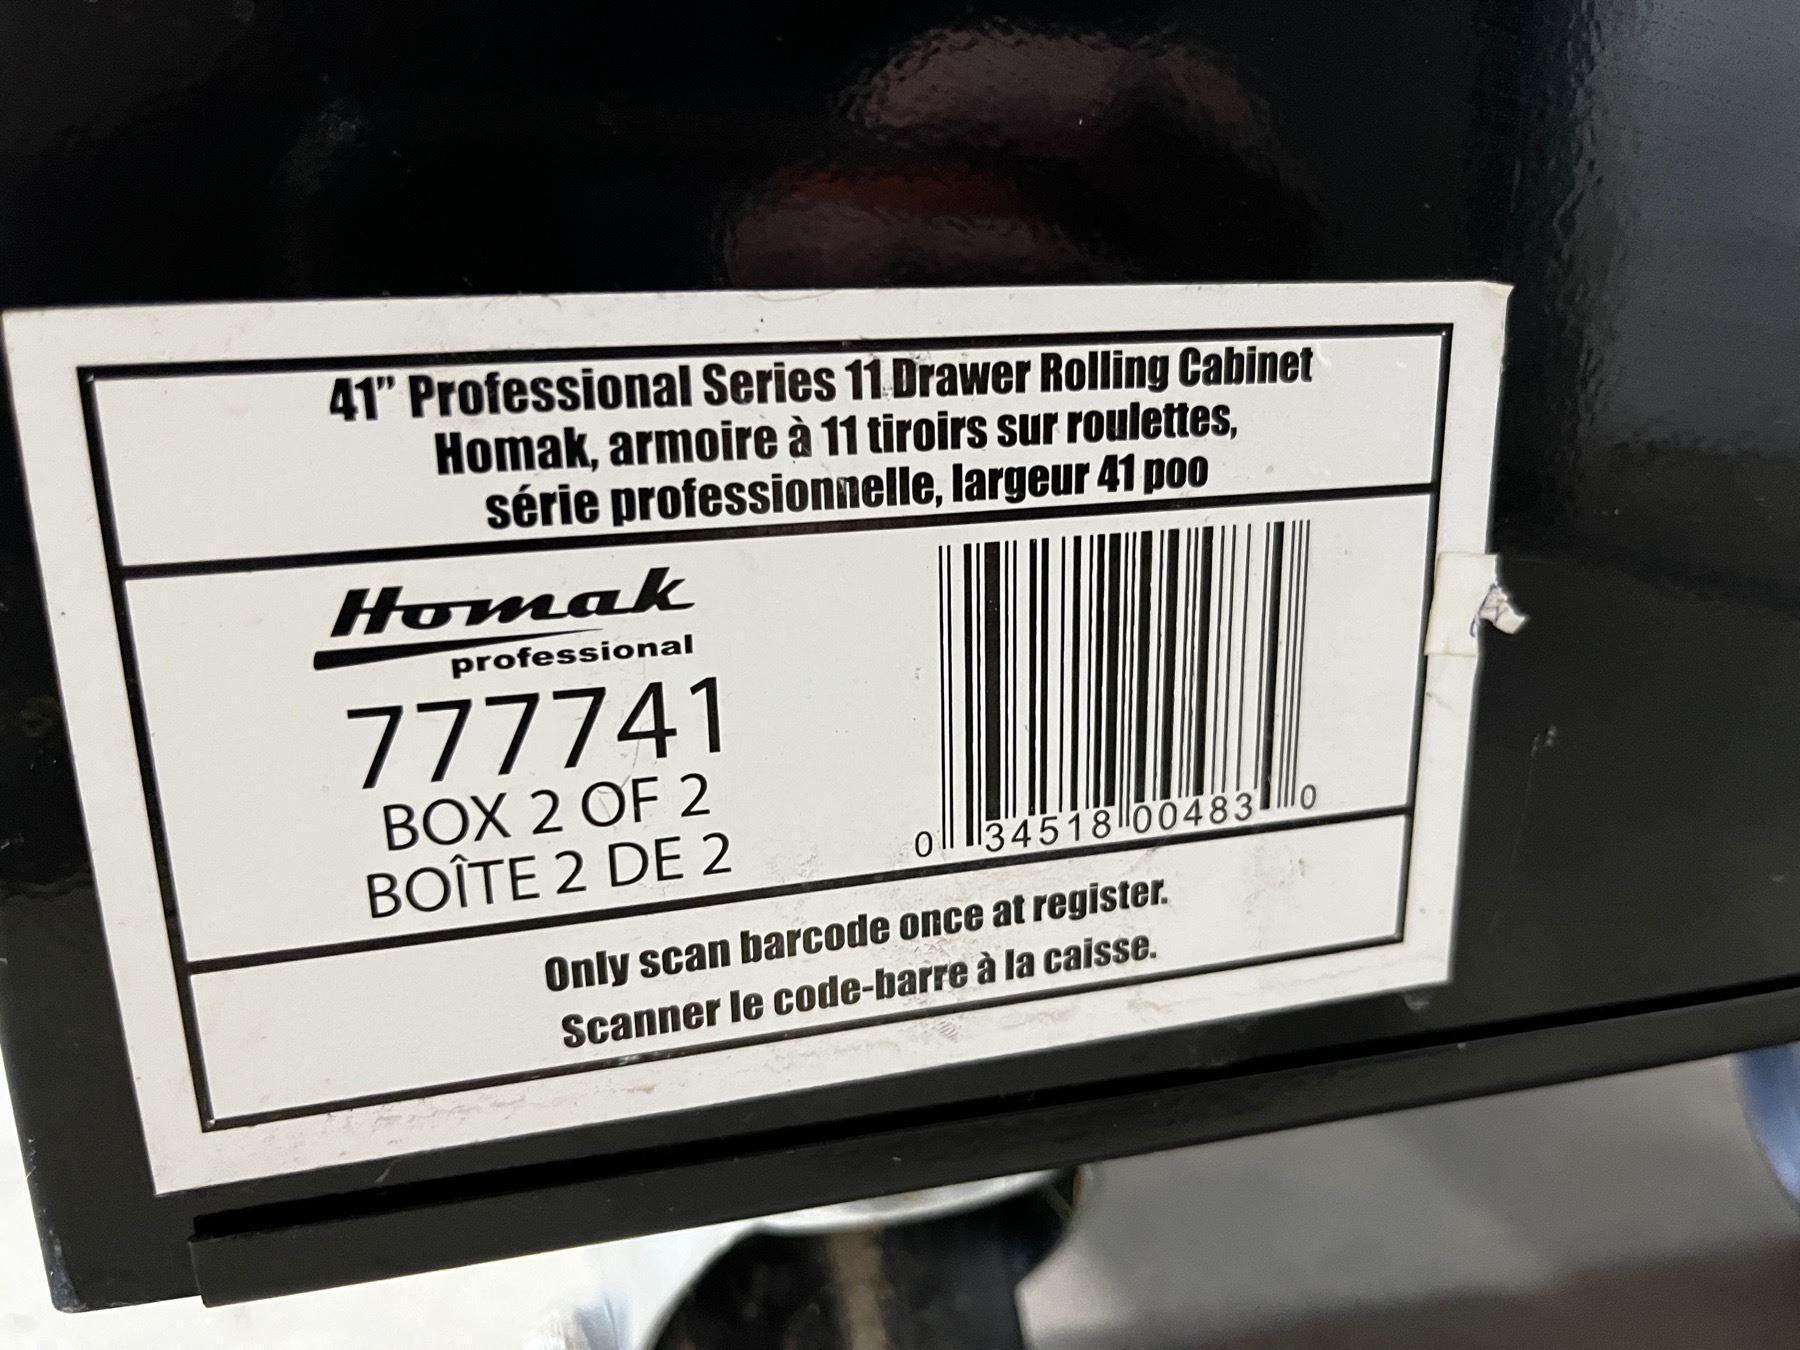 41" Professional Series 11 Drawer Rolling Cabinet
Homak, armoire à 11 tiroirs sur roulettes,
série professionnelle, largeur 41 poo
Homak
professional
777741
BOX 2 OF 2
BOÎTE 2 DE 2
0 34518 00483 0
Only scan barcode once at register.
Scanner le code-barre à la caisse.